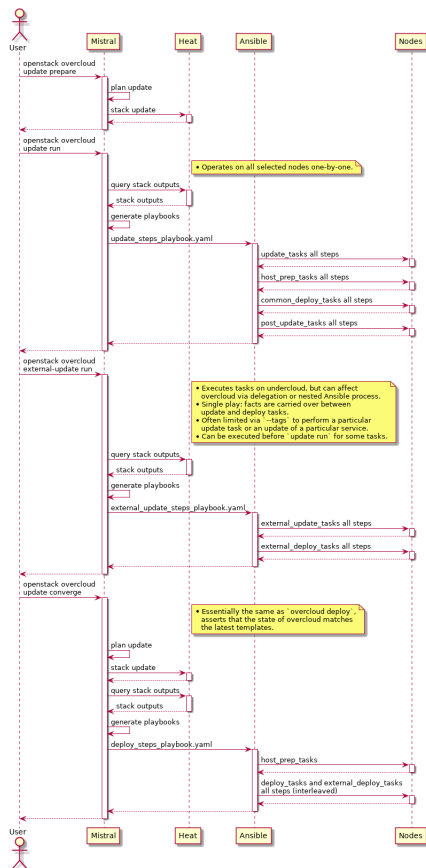 User
Mistral
Heat
Ansible
Nodes
openstack overcloud
update prepare
plan update
stack update
openstack overcloud
update run
• Operates on all selected nodes one-by-one.
query stack outputs
stack outputs
generate playbooks
update_steps_playbook.yaml
update_tasks all steps
host_prep_tasks all steps
common_deploy_tasks all steps
post_update_tasks all steps
openstack overcloud
external-update run
• Executes tasks on undercloud, but can affect
overcloud via delegation or nested Ansible process.
• Single play: facts are carried over between
update and deploy tasks.
• Often limited via `--tags` to perform a particular
update task or an update of a particular service.
• Can be executed before `update run` for some tasks.
query stack outputs
stack outputs
generate playbooks
external_update_steps_playbook.yaml
external_update_tasks all steps
external_deploy_tasks all steps
openstack overcloud
update converge
• Essentially the same as `overcloud deploy`,
asserts that the state of overcloud matches
the latest templates.
plan update
stack update
query stack outputs
stack outputs
generate playbooks
deploy_steps_playbook.yaml
host_prep_tasks
deploy_tasks and external_deploy_tasks
all steps (interleaved)
User
Mistral
Heat
Ansible
Nodes